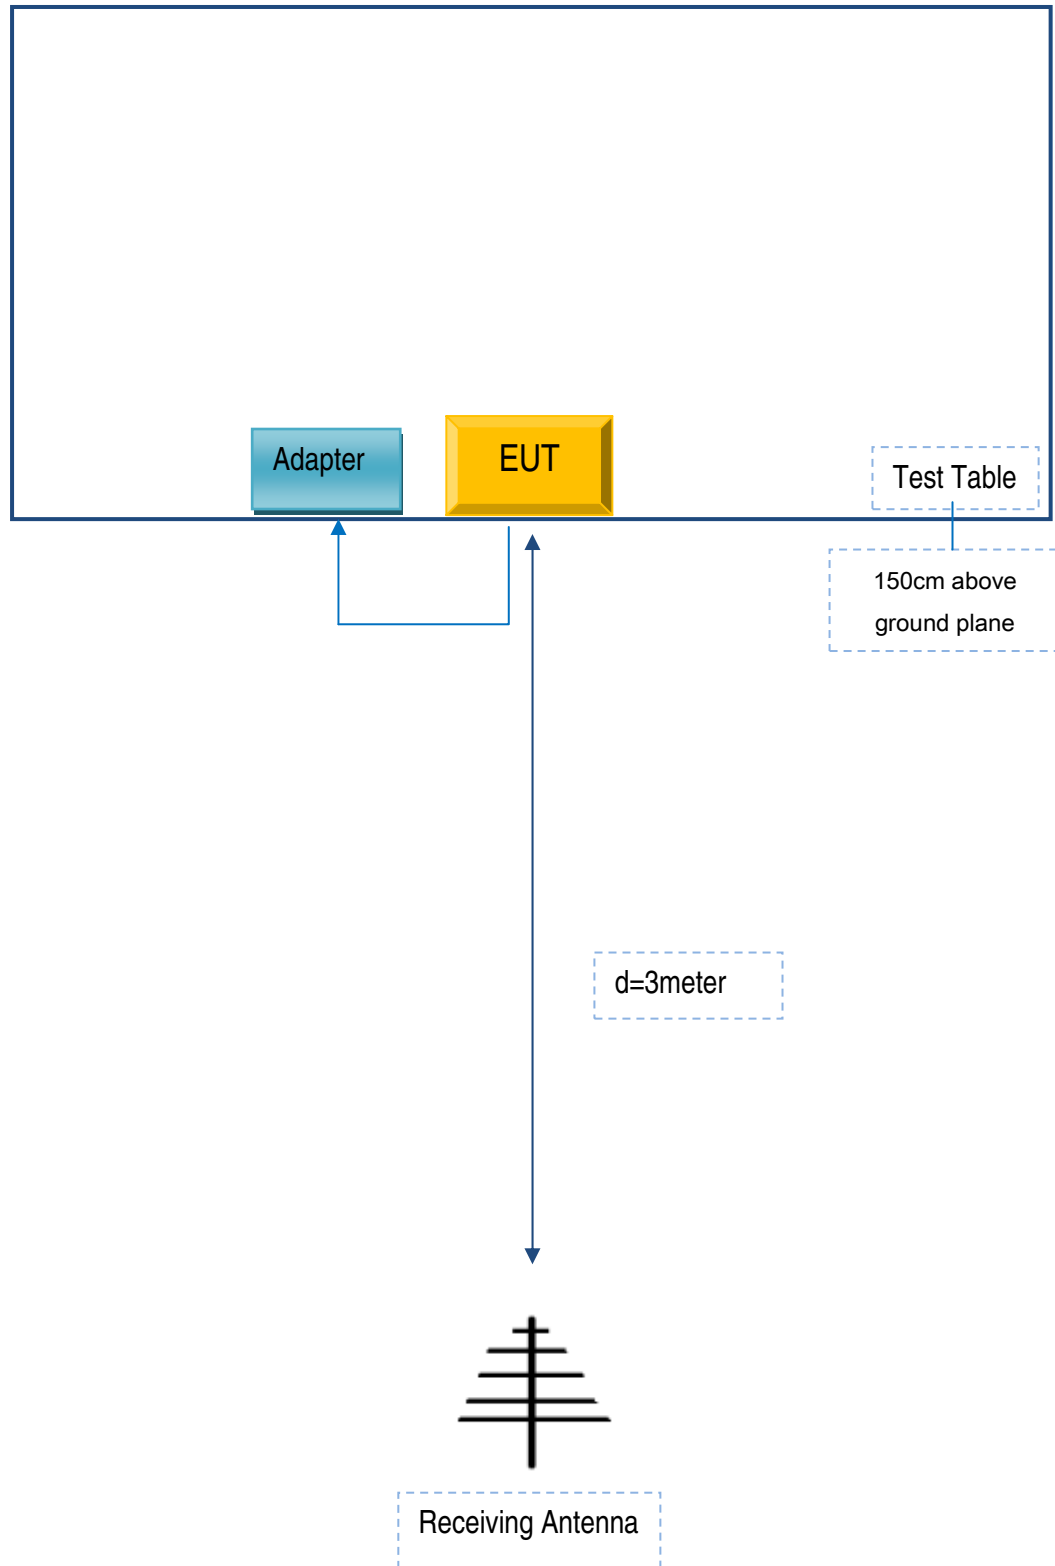 Adapter
EUT
Test Table
150cm above
ground plane
d=3meter
Receiving Antenna